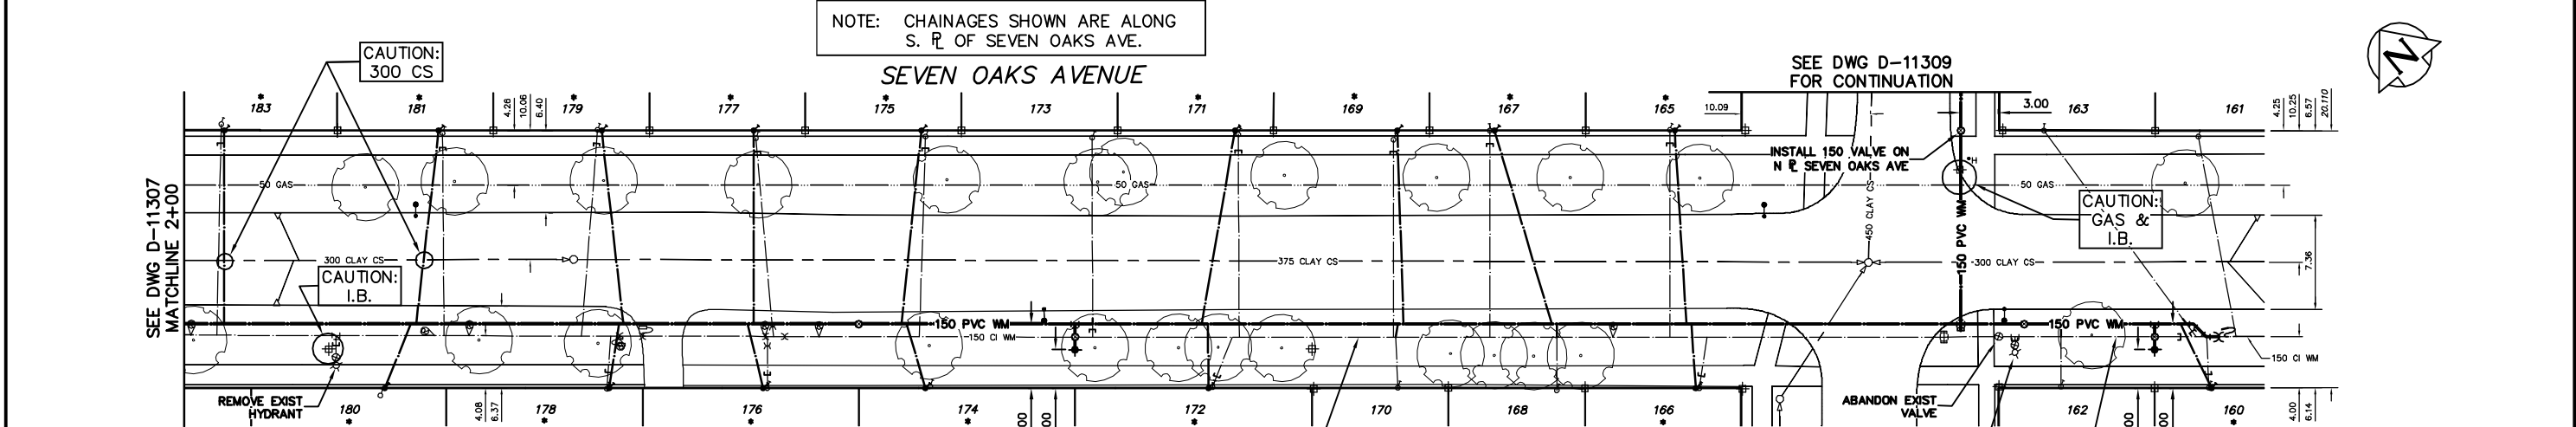 NOTE: CHAINAGES SHOWN ARE ALONG
S. ⅊ OF SEVEN OAKS AVE.
SEVEN OAKS AVENUE
CAUTION:
300 CS
SEE DWG D-11309
FOR CONTINUATION
N
* 183
* 181
4.28
10.06
6.40
* 179
* 177
* 175
173
* 171
* 169
* 167
* 165
10.09
3.00
163
161
4.25
10.25
6.57
20.110
SEE DWG D-11307
MATCHLINE 2+00
50 GAS
50 GAS
INSTALL 150 VALVE ON
N ⅊ SEVEN OAKS AVE
H
50 GAS
450 CLAY CS
150 PVC WM
CAUTION:
GAS &
I.B.
300 CLAY CS
CAUTION:
I.B.
375 CLAY CS
300 CLAY CS
7.36
150 PVC WM
150 CI WM
150 PVC WM
150 CI WM
REMOVE EXIST
HYDRANT
180 *
4.08
6.37
178 *
176 *
174 *
00
00
172 *
170
168
166 *
ABANDON EXIST
VALVE
162
00
00
160 *
4.00
6.14